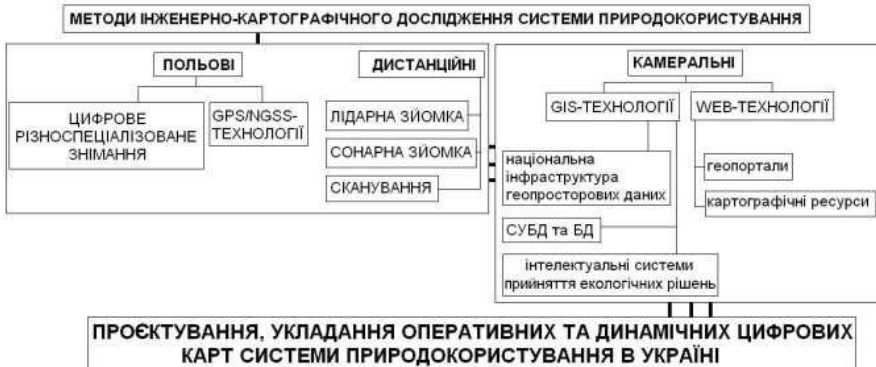 МЕТОДИ ІНЖЕНЕРНО-КАРТОГРАФІЧНОГО ДОСЛІДЖЕННЯ СИСТЕМИ ПРИРОДОКОРИСТУВАННЯ
ПОЛЬОВІ
ЦИФРОВЕ
РІЗНОСПЕЦІАЛІЗОВАНЕ
ЗНІМАННЯ
GPS/NGSS-
ТЕХНОЛОГІЇ
ДИСТАНЦІЙНІ
ЛІДАРНА ЗЙОМКА
СОНАРНА ЗЙОМКА
СКАНУВАННЯ
КАМЕРАЛЬНІ
GIS-ТЕХНОЛОГІЇ
національна
інфраструктура
геопросторових даних
СУБД та БД
інтелектуальні системи
прийняття екологічних рішень
WEB-ТЕХНОЛОГІЇ
геопортали
картографічні ресурси
ПРОЄКТУВАННЯ, УКЛАДАННЯ ОПЕРАТИВНИХ ТА ДИНАМІЧНИХ ЦИФРОВИХ
КАРТ СИСТЕМИ ПРИРОДОКОРИСТУВАННЯ В УКРАЇНІ